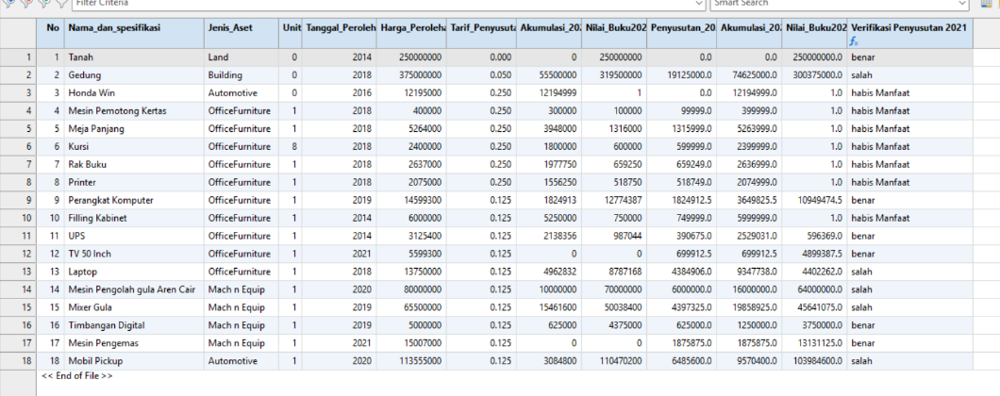 Filter Criteria Smart Search
No Nama_dan_spesifikasi Jenis_Aset Unit Tanggal_Peroleh Harga_Peroleha Tarif_Penyusuta Akumulasi_202 Nilai_Buku202 Penyusutan_20 Akumulasi_20 Nilai_Buku202 Verifikasi Penyusutan 2021
1 1 Tanah Land 0 2014 250000000 0.000 0 250000000 0.0 0.0 250000000.0 benar
2 2 Gedung Building 0 2018 375000000 0.050 55500000 319500000 19125000.0 74625000.0 300375000.0 salah
3 3 Honda Win Automotive 0 2016 12195000 0.250 12194999 1 0.0 12194999.0 1.0 habis Manfaat
4 4 Mesin Pemotong Kertas OfficeFurniture 1 2018 400000 0.250 300000 100000 99999.0 399999.0 1.0 habis Manfaat
5 5 Meja Panjang OfficeFurniture 1 2018 5264000 0.250 3948000 1316000 1315999.0 5263999.0 1.0 habis Manfaat
6 6 Kursi OfficeFurniture 8 2018 2400000 0.250 1800000 600000 599999.0 2399999.0 1.0 habis Manfaat
7 7 Rak Buku OfficeFurniture 1 2018 2637000 0.250 1977750 659250 659249.0 2636999.0 1.0 habis Manfaat
8 8 Printer OfficeFurniture 1 2018 2075000 0.250 1556250 518750 518749.0 2074999.0 1.0 habis Manfaat
9 9 Perangkat Komputer OfficeFurniture 1 2019 14599300 0.125 1824913 12774387 1824912.5 3649825.5 10949474.5 benar
10 10 Filling Kabinet OfficeFurniture 1 2014 6000000 0.125 5250000 750000 749999.0 5999999.0 1.0 habis Manfaat
11 11 UPS OfficeFurniture 1 2014 3125400 0.125 2138356 987044 390675.0 2529031.0 596369.0 benar
12 12 TV 50 Inch OfficeFurniture 1 2021 5599300 0.125 0 0 699912.5 699912.5 4899387.5 benar
13 13 Laptop OfficeFurniture 1 2018 13750000 0.125 4962832 8787168 4384906.0 9347738.0 4402262.0 salah
14 14 Mesin Pengolah gula Aren Cair Mach n Equip 1 2020 80000000 0.125 10000000 70000000 6000000.0 16000000.0 64000000.0 salah
15 15 Mixer Gula Mach n Equip 1 2019 65500000 0.125 15461600 50038400 4397325.0 19858925.0 45641075.0 salah
16 16 Timbangan Digital Mach n Equip 1 2019 5000000 0.125 625000 4375000 625000.0 1250000.0 3750000.0 benar
17 17 Mesin Pengemas Mach n Equip 1 2021 15007000 0.125 0 0 1875875.0 1875875.0 13131125.0 benar
18 18 Mobil Pickup Automotive 1 2020 113555000 0.125 3084800 110470200 6485600.0 9570400.0 103984600.0 salah
<< End of File >>